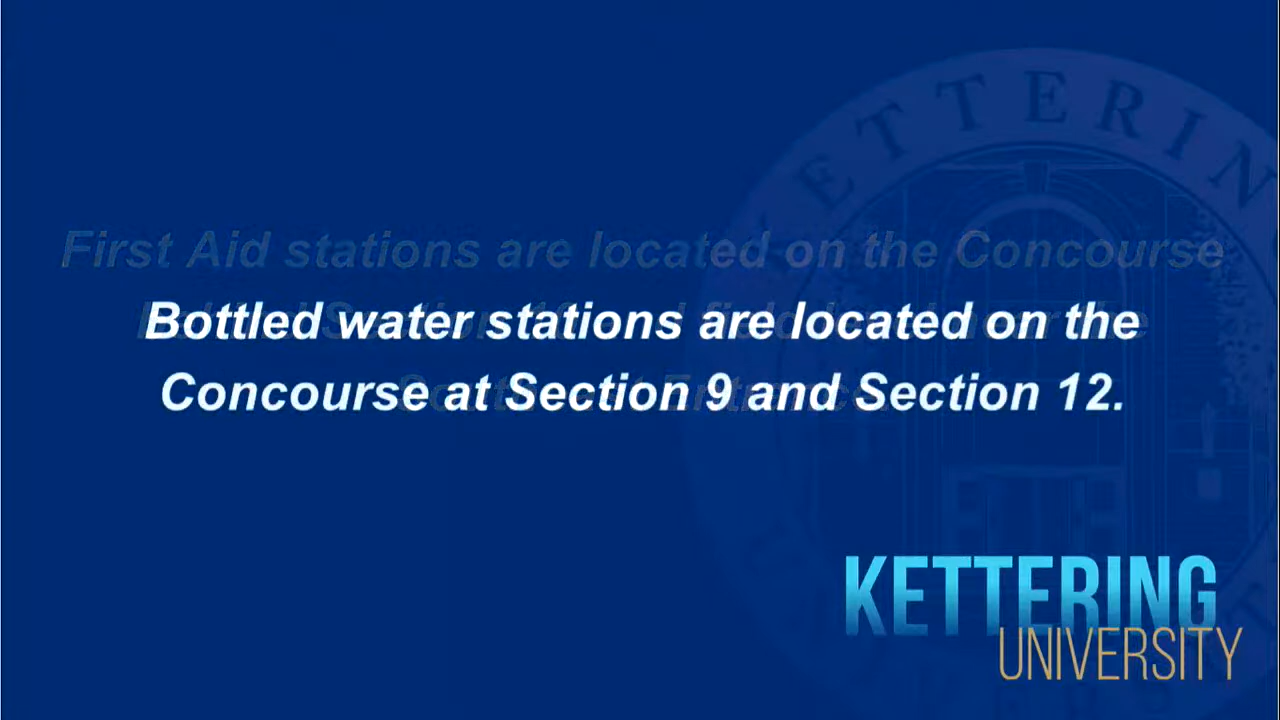 KETTERIN
First Aid stations are located on the Concourse
Bottled water stations are located on the
Concourse at Section 9 and Section 12.
KETTERING
UNIVERSITY